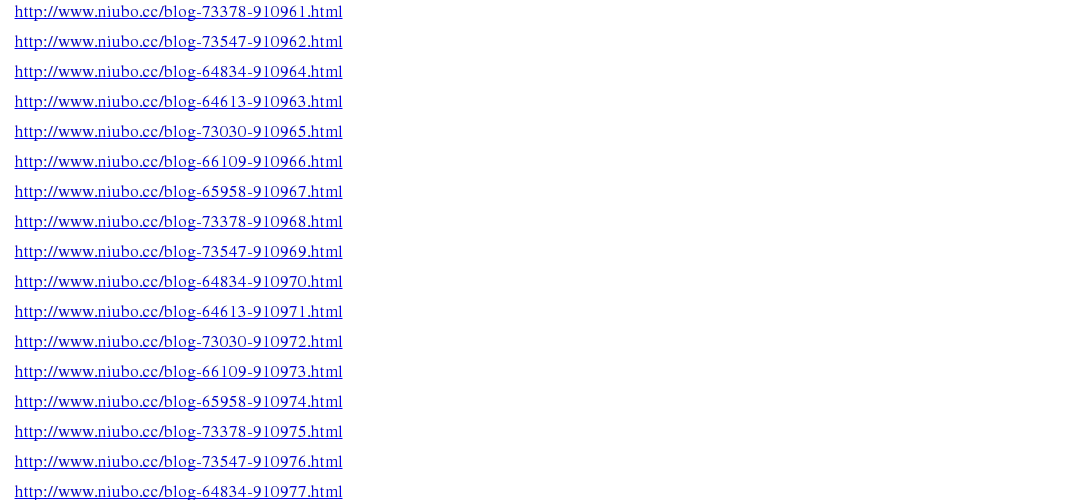 http://www.niubo.cc/blog-73378-910961.html
http://www.niubo.cc/blog-73547-910962.html
http://www.niubo.cc/blog-64834-910964.html
http://www.niubo.cc/blog-64613-910963.html
http://www.niubo.cc/blog-73030-910965.html
http://www.niubo.cc/blog-66109-910966.html
http://www.niubo.cc/blog-65958-910967.html
http://www.niubo.cc/blog-73378-910968.html
http://www.niubo.cc/blog-73547-910969.html
http://www.niubo.cc/blog-64834-910970.html
http://www.niubo.cc/blog-64613-910971.html
http://www.niubo.cc/blog-73030-910972.html
http://www.niubo.cc/blog-66109-910973.html
http://www.niubo.cc/blog-65958-910974.html
http://www.niubo.cc/blog-73378-910975.html
http://www.niubo.cc/blog-73547-910976.html
http://www.niubo.cc/blog-64834-910977.html